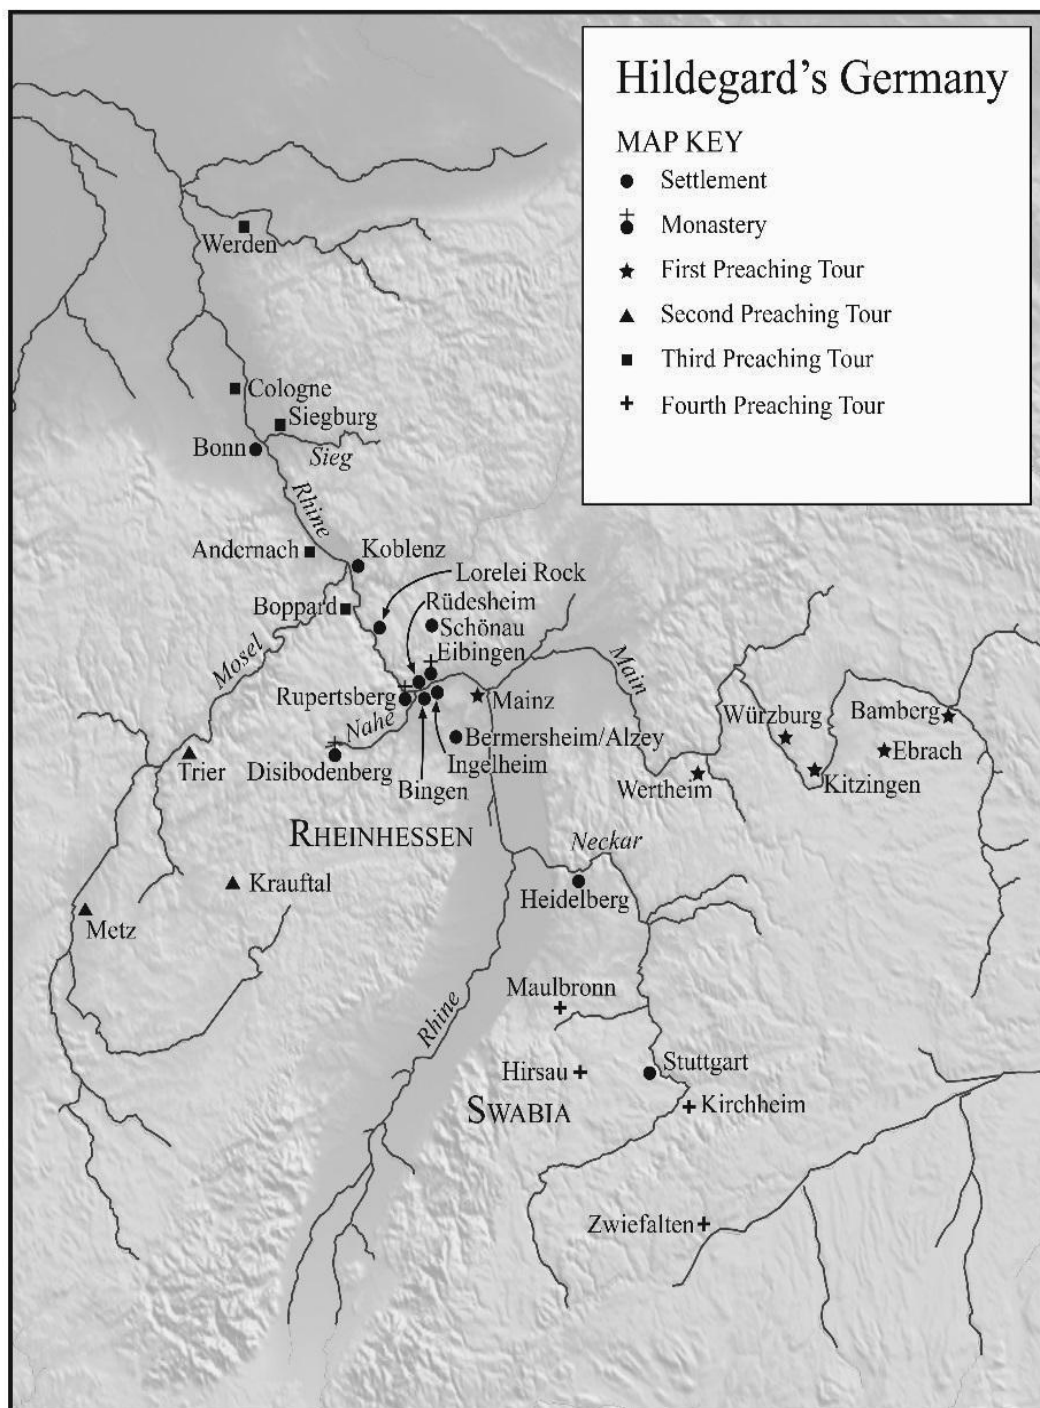 Hildegard's Germany
MAP KEY
Settlement
Monastery
First Preaching Tour
Second Preaching Tour
Third Preaching Tour
Fourth Preaching Tour
Werden
Cologne
Siegburg
Bonn
Sieg
Rhine
Andernach
Koblenz
Lorelei Rock
Rüdesheim
Boppard
Schönau
Eibingen
Mosel
Main
Rupertsberg
Mainz
Nahe
Würzburg
Bamberg
Bermersheim/Alzey
Ebrach
Trier
Disibodenberg
Ingelheim
Bingen
Wertheim
Kitzingen
RHEINHESSEN
Neckar
Krauftal
Heidelberg
Metz
Maulbronn
Rhine
Hirsau
Stuttgart
SWABIA
Kirchheim
Zwiefalten